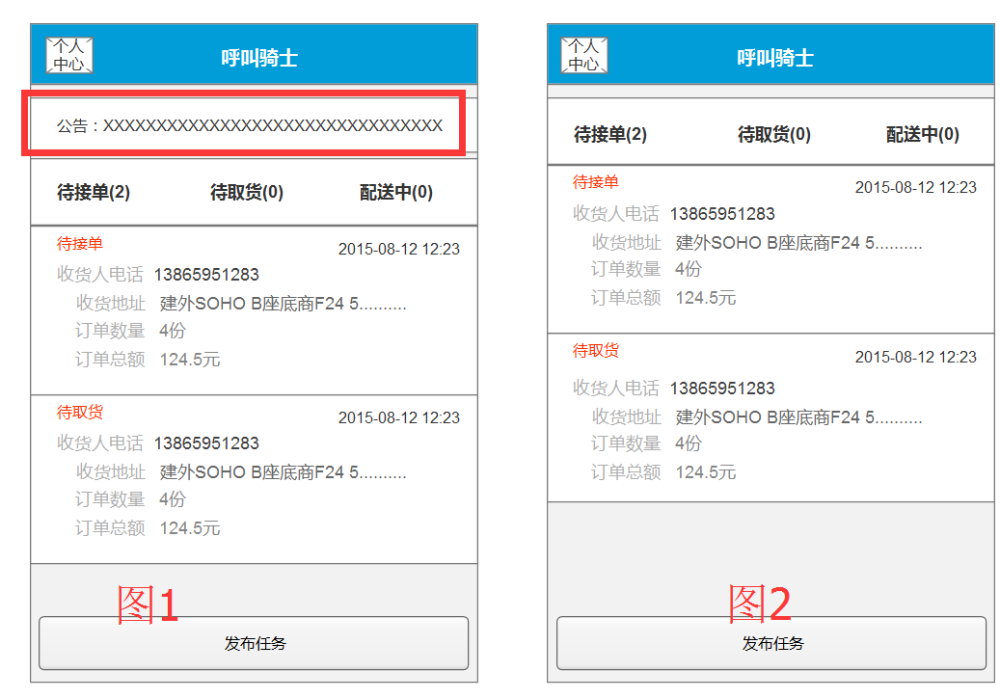 个人
中心
呼叫骑士
公告：XXXXXXXXXXXXXXXXXXXXXXXXXXXXXXXX
待接单(2) 待取货(0) 配送中(0)
待接单 2015-08-12 12:23
收货人电话 13865951283
收货地址 建外SOHO B座底商F24 5..........
订单数量 4份
订单总额 124.5元
待取货 2015-08-12 12:23
收货人电话 13865951283
收货地址 建外SOHO B座底商F24 5..........
订单数量 4份
订单总额 124.5元
图1
发布任务
个人
中心
呼叫骑士
待接单(2) 待取货(0) 配送中(0)
待接单 2015-08-12 12:23
收货人电话 13865951283
收货地址 建外SOHO B座底商F24 5..........
订单数量 4份
订单总额 124.5元
待取货 2015-08-12 12:23
收货人电话 13865951283
收货地址 建外SOHO B座底商F24 5..........
订单数量 4份
订单总额 124.5元
图2
发布任务